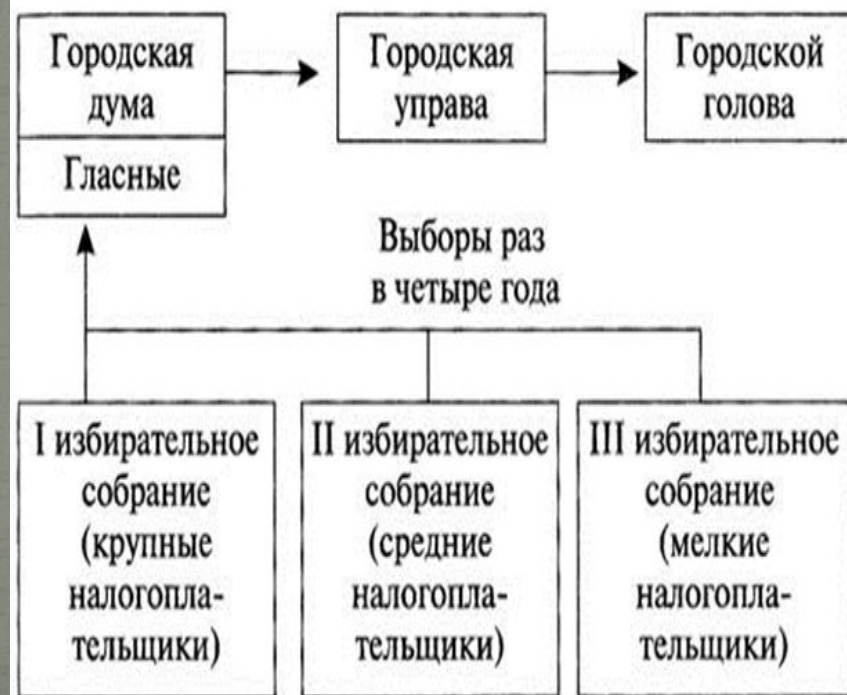 Городская
дума
Гласные
Городская
управа
Городской
голова
Выборы раз
в четыре года
I избирательное
собрание
(крупные
налогопла-
тельщики)
II избирательное
собрание
(средние
налогопла-
тельщики)
III избирательное
собрание
(мелкие
налогопла-
тельщики)